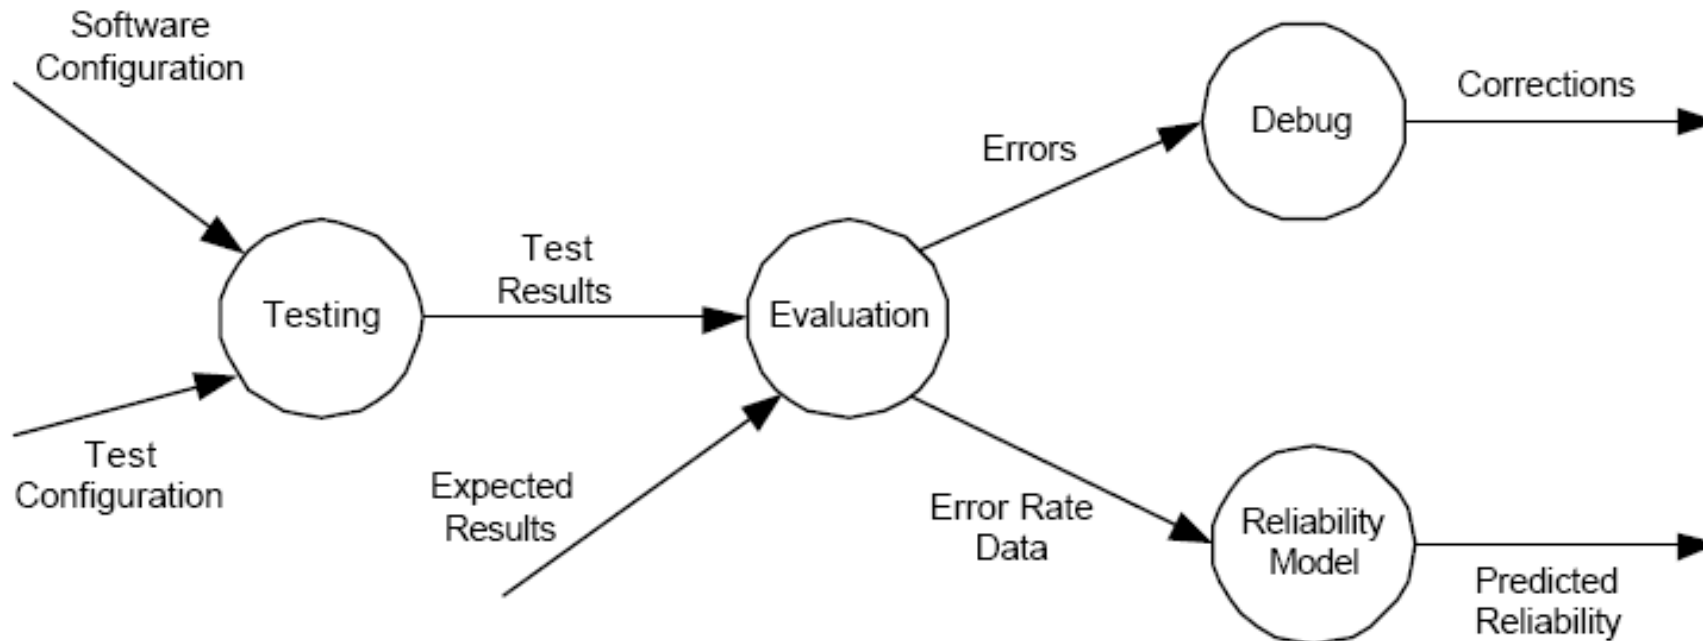 Software
Configuration
Testing
Test
Configuration
Test
Results
Expected
Results
Evaluation
Errors
Debug
Corrections
Error Rate
Data
Reliability
Model
Predicted
Reliability